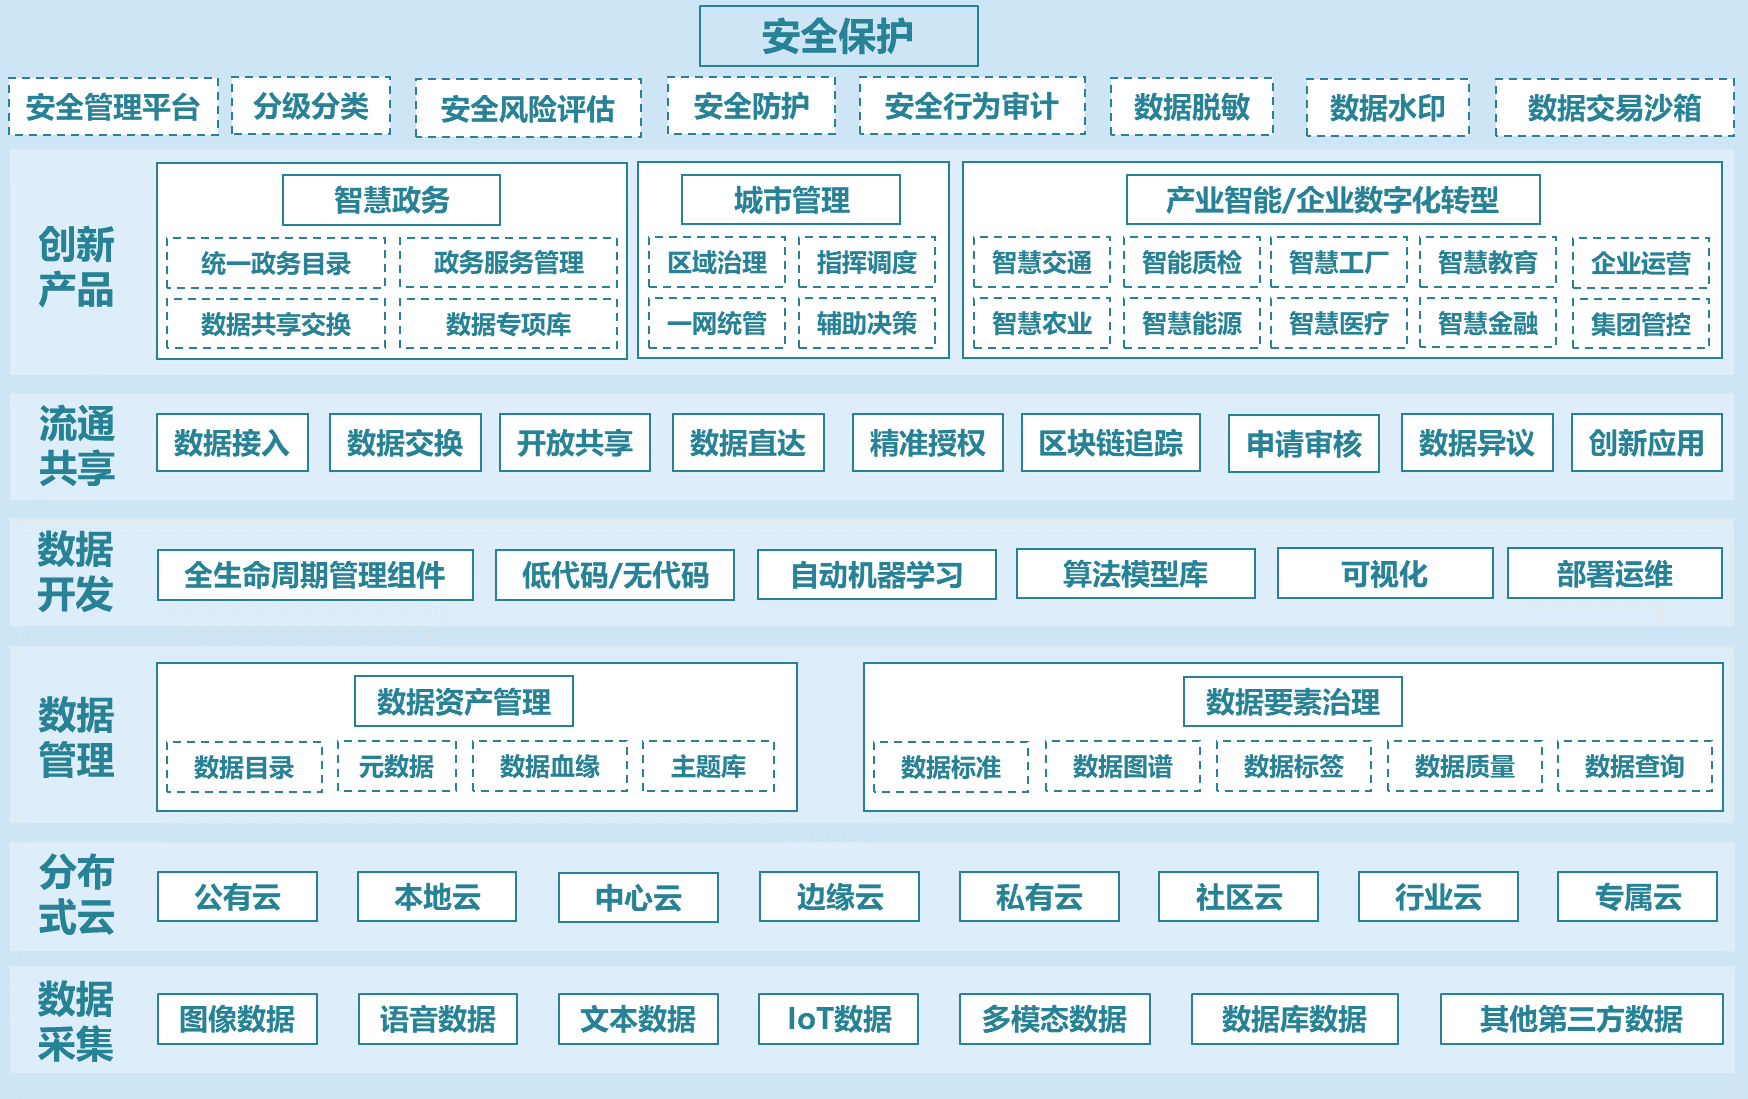 安全保护
安全管理平台 分级分类 安全风险评估 安全防护 安全行为审计 数据脱敏 数据水印 数据交易沙箱
创新
产品
智慧政务
统一政务目录 政务服务管理
数据共享交换 数据专项库
城市管理
区域治理 指挥调度
一网统管 辅助决策
产业智能/企业数字化转型
智慧交通 智能质检 智慧工厂 智慧教育 企业运营
智慧农业 智慧能源 智慧医疗 智慧金融 集团管控
流通
共享
数据接入 数据交换 开放共享 数据直达 精准授权 区块链追踪 申请审核 数据异议 创新应用
数据
开发
全生命周期管理组件 低代码/无代码 自动机器学习 算法模型库 可视化 部署运维
数据
管理
数据资产管理
数据目录 元数据 数据血缘 主题库
数据要素治理
数据标准 数据图谱 数据标签 数据质量 数据查询
分布
式云
公有云 本地云 中心云 边缘云 私有云 社区云 行业云 专属云
数据
采集
图像数据 语音数据 文本数据 IoT数据 多模态数据 数据库数据 其他第三方数据